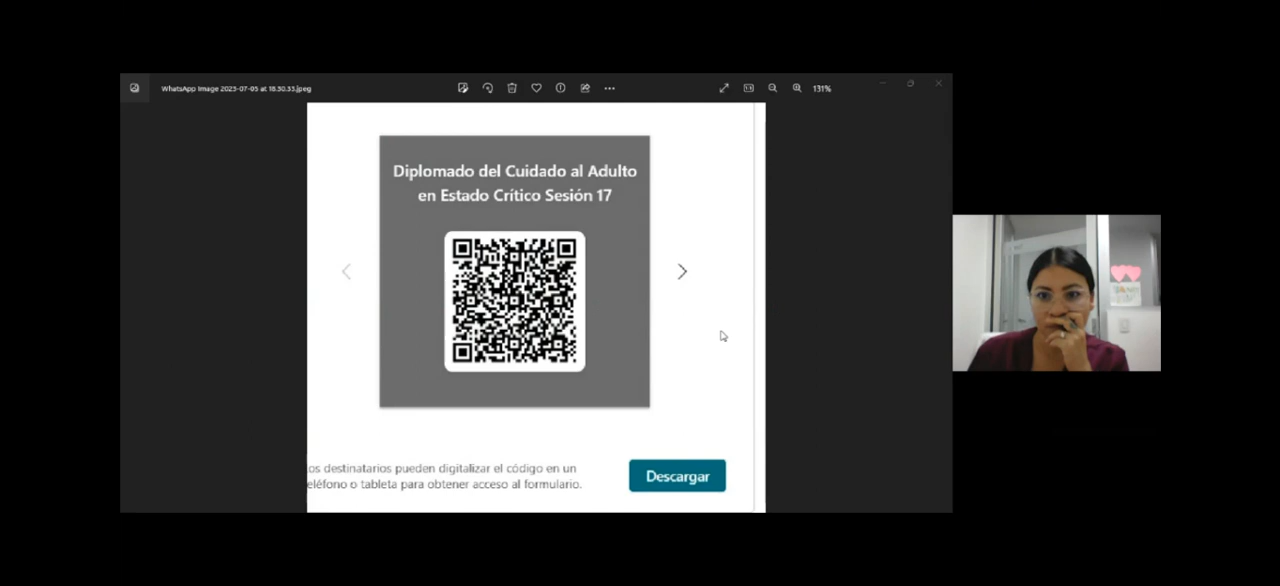 WhatsApp Image 2023-07-05 at 18.30.33.jpeg
131%
Diplomado del Cuidado al Adulto
en Estado Crítico Sesión 17
os destinatarios pueden digitalizar el código en un
eléfono o tableta para obtener acceso al formulario.
Descargar